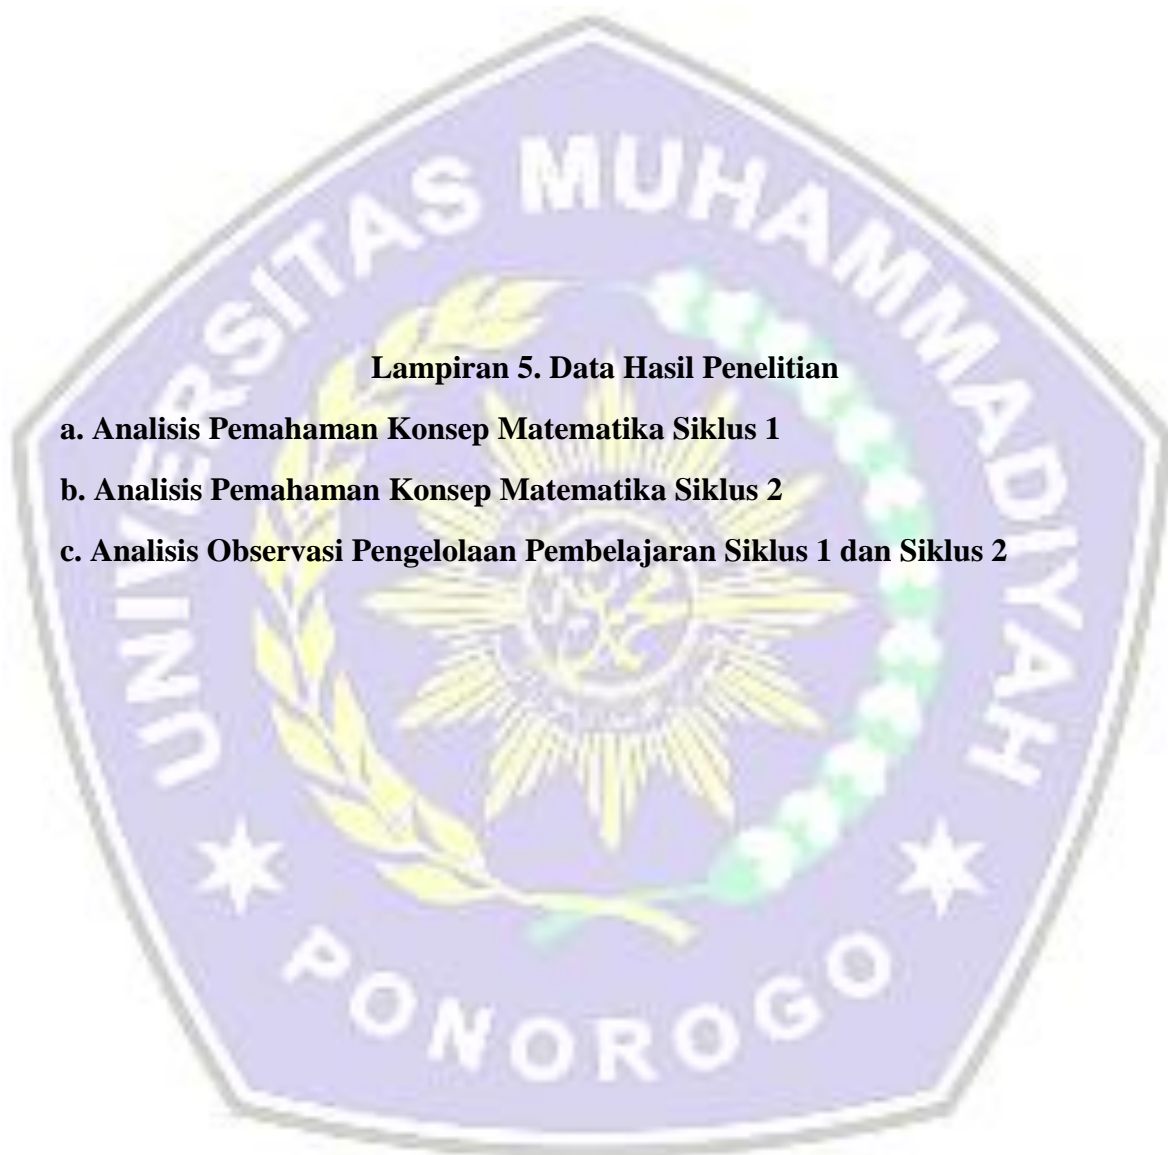 UNIVERSITAS MUHAMMADIYAH
Lampiran 5. Data Hasil Penelitian
a. Analisis Pemahaman Konsep Matematika Siklus 1
b. Analisis Pemahaman Konsep Matematika Siklus 2
c. Analisis Observasi Pengelolaan Pembelajaran Siklus 1 dan Siklus 2
PONOROGO